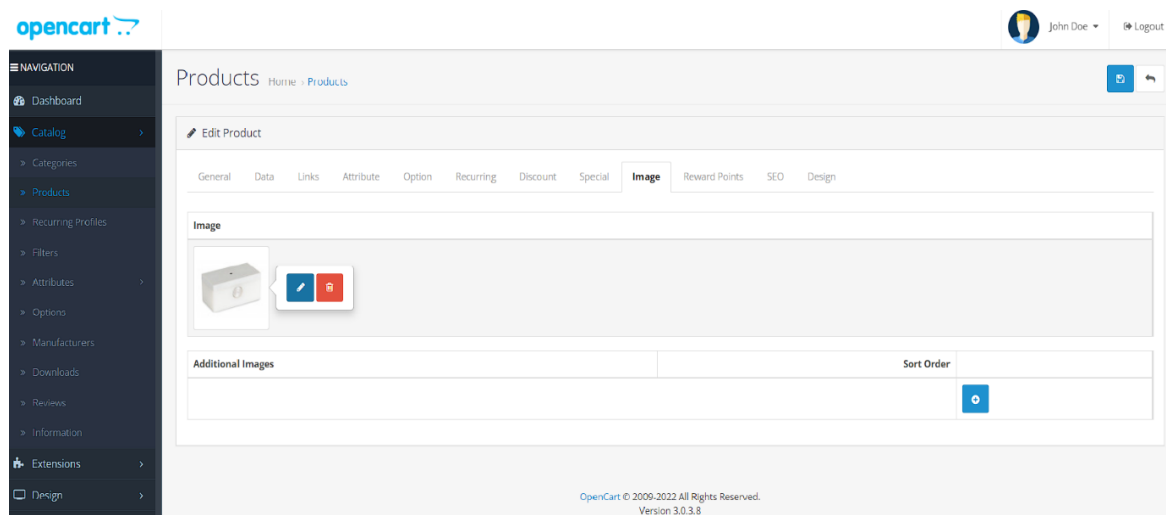 opencart
John Doe
Logout
NAVIGATION
Dashboard
Catalog
Categories
Products
Recurring Profiles
Filters
Attributes
Options
Manufacturers
Downloads
Reviews
Information
Extensions
Design
Products Home › Products
Edit Product
General Data Links Attribute Option Recurring Discount Special Image Reward Points SEO Design
Image
Additional Images Sort Order
OpenCart © 2009-2022 All Rights Reserved.
Version 3.0.3.8